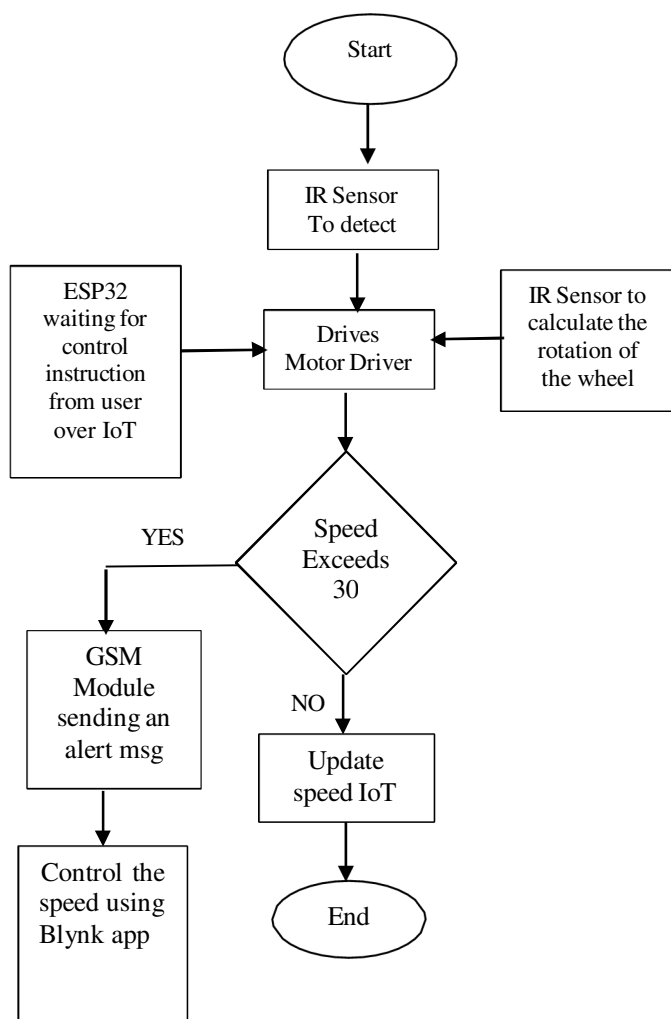 Start
IR Sensor
To detect
ESP32
waiting for
control
instruction
from user
over IoT
Drives
Motor Driver
IR Sensor to
calculate the
rotation of
the wheel
Speed
Exceeds
30
YES
GSM
Module
sending an
alert msg
NO
Update
speed IoT
Control the
speed using
Blynk app
End